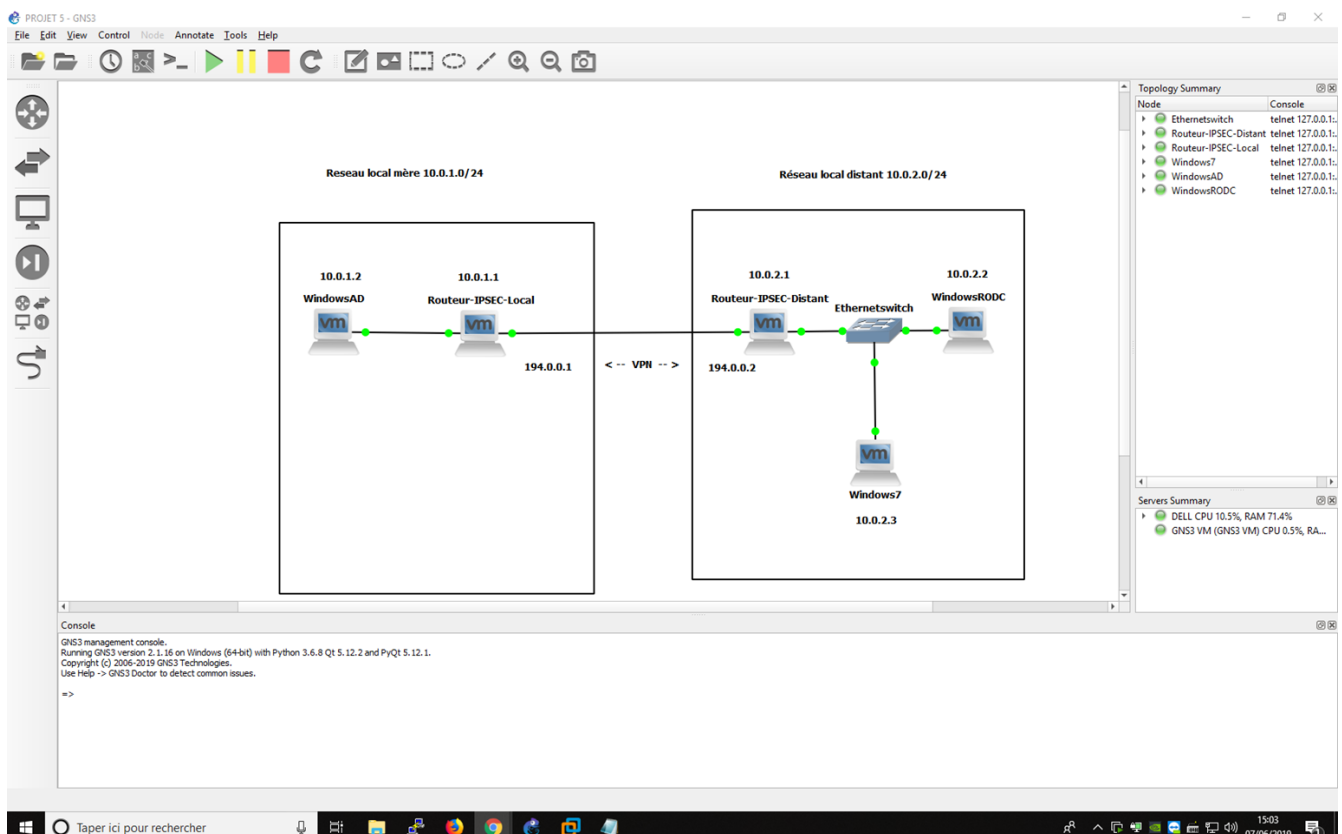 PROJET 5 - GNS3
File Edit View Control Node Annotate Tools Help
Topology Summary
Node Console
Ethernetswitch telnet 127.0.0.1:..
Routeur-IPSEC-Distant telnet 127.0.0.1:..
Routeur-IPSEC-Local telnet 127.0.0.1:..
Windows7 telnet 127.0.0.1:..
WindowsAD telnet 127.0.0.1:..
WindowsRODC telnet 127.0.0.1:..
Reseau local mère 10.0.1.0/24
Réseau local distant 10.0.2.0/24
10.0.1.2
WindowsAD
vm
10.0.1.1
Routeur-IPSEC-Local
vm
194.0.0.1
< -- VPN -- >
10.0.2.1
Routeur-IPSEC-Distant
vm
194.0.0.2
Ethernetswitch
10.0.2.2
WindowsRODC
vm
vm
Windows7
10.0.2.3
Servers Summary
DELL CPU 10.5%, RAM 71.4%
GNS3 VM (GNS3 VM) CPU 0.5%, RA...
Console
GNS3 management console.
Running GNS3 version 2.1.16 on Windows (64-bit) with Python 3.6.8 Qt 5.12.2 and PyQt 5.12.1.
Copyright (c) 2006-2019 GNS3 Technologies.
Use Help -> GNS3 Doctor to detect common issues.
=>
Taper ici pour rechercher
15:03
07/06/2019